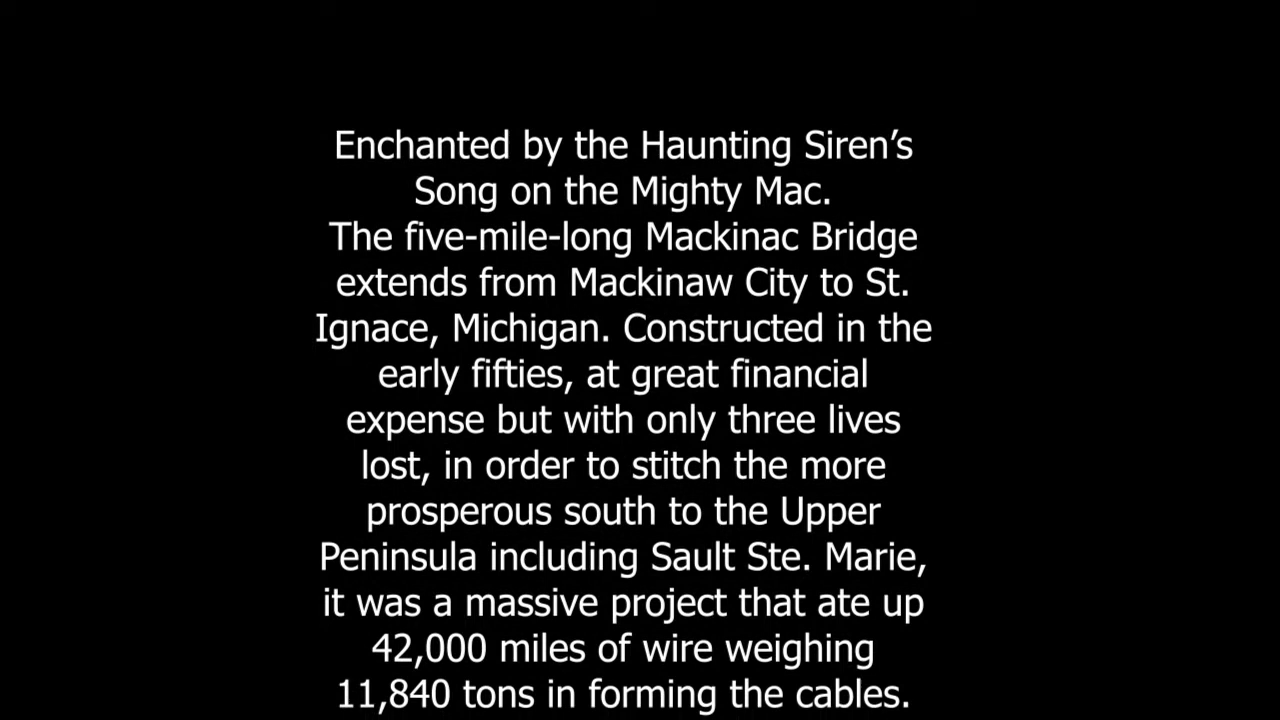 Enchanted by the Haunting Siren’s
Song on the Mighty Mac.
The five-mile-long Mackinac Bridge
extends from Mackinaw City to St.
Ignace, Michigan. Constructed in the
early fifties, at great financial
expense but with only three lives
lost, in order to stitch the more
prosperous south to the Upper
Peninsula including Sault Ste. Marie,
it was a massive project that ate up
42,000 miles of wire weighing
11,840 tons in forming the cables.